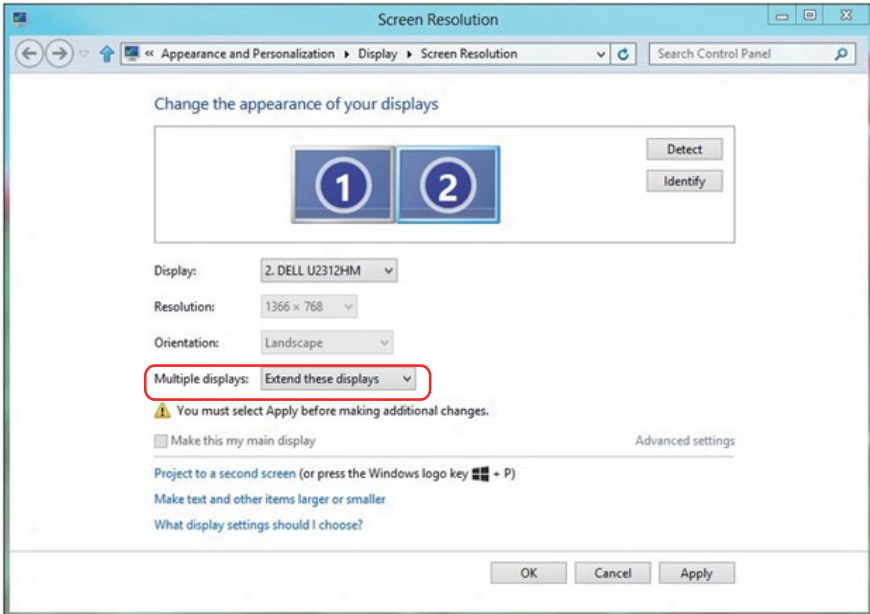 Screen Resolution
« Appearance and Personalization Display Screen Resolution
Search Control Panel
Change the appearance of your displays
1 2
Detect
Identify
Display: 2. DELL U2312HM
Resolution: 1366 × 768
Orientation: Landscape
Multiple displays: Extend these displays
You must select Apply before making additional changes.
Make this my main display
Advanced settings
Project to a second screen (or press the Windows logo key + P)
Make text and other items larger or smaller
What display settings should I choose?
OK Cancel Apply